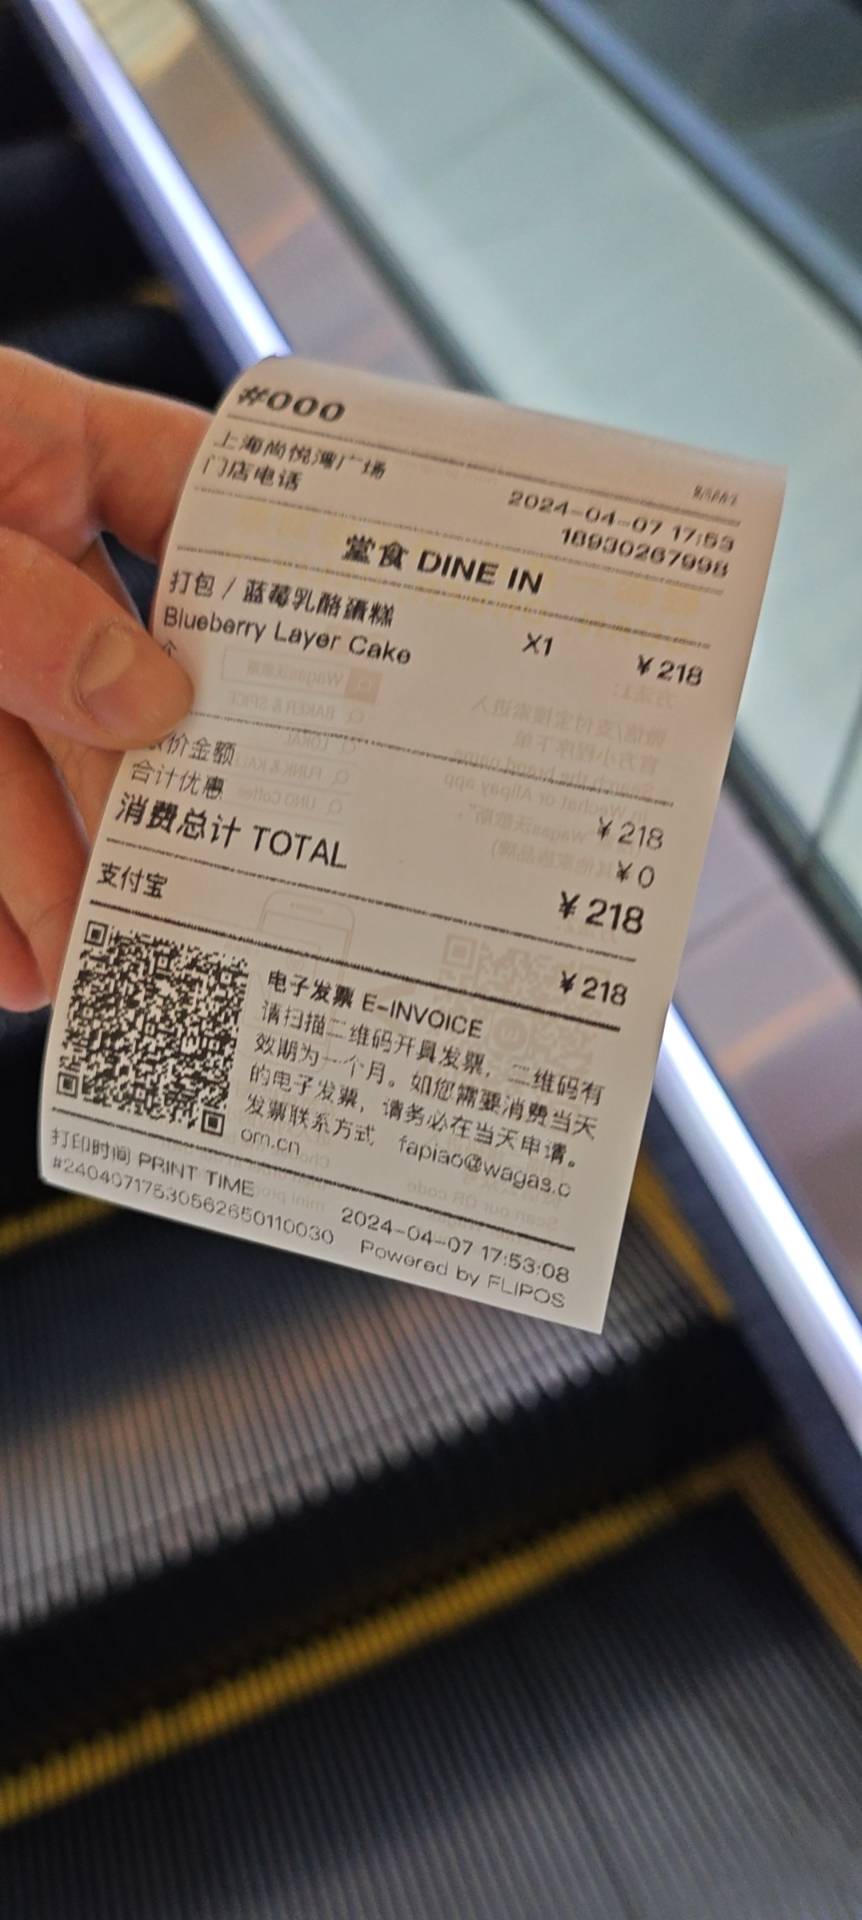 #000
上海尚悦湾广场 2024-04-07 17:53
门店电话 18930267998
堂食 DINE IN
打包 / 蓝莓乳酪蛋糕
Blueberry Layer Cake X1 ¥218
个
价金额 ¥218
合计优惠 ¥0
消费总计 TOTAL ¥218
支付宝 ¥218
电子发票 E-INVOICE
请扫描二维码开具发票，二维码有
效期为一个月。如您需要消费当天
的电子发票，请务必在当天申请。
发票联系方式 fapiao@wagas.c
om.cn
打印时间 PRINT TIME 2024-04-07 17:53:08
#24040717530562650110030 Powered by FLIPOS